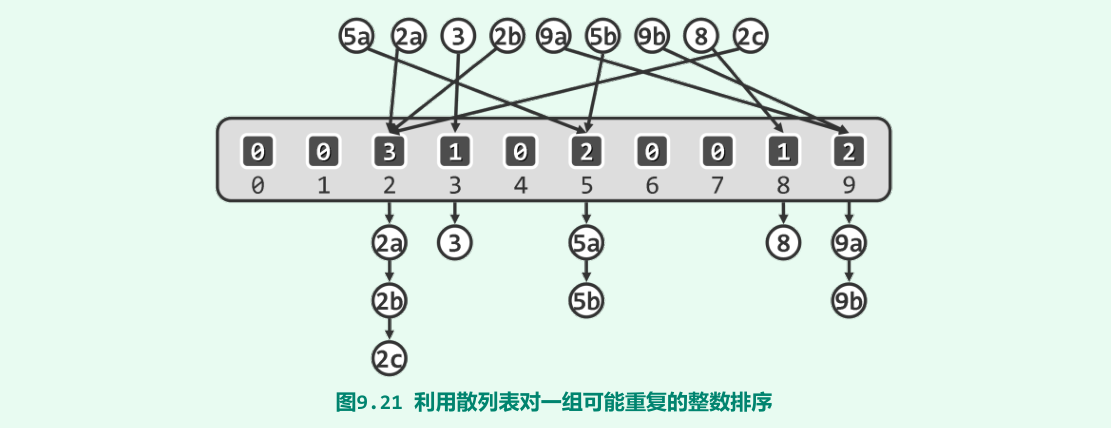 5a 2a 3 2b 9a 5b 9b 8 2c
0 0 3 1 0 2 0 0 1 2
0 1 2 3 4 5 6 7 8 9
2a 3 5a 8 9a
2b 5b 9b
2c
图9.21 利用散列表对一组可能重复的整数排序